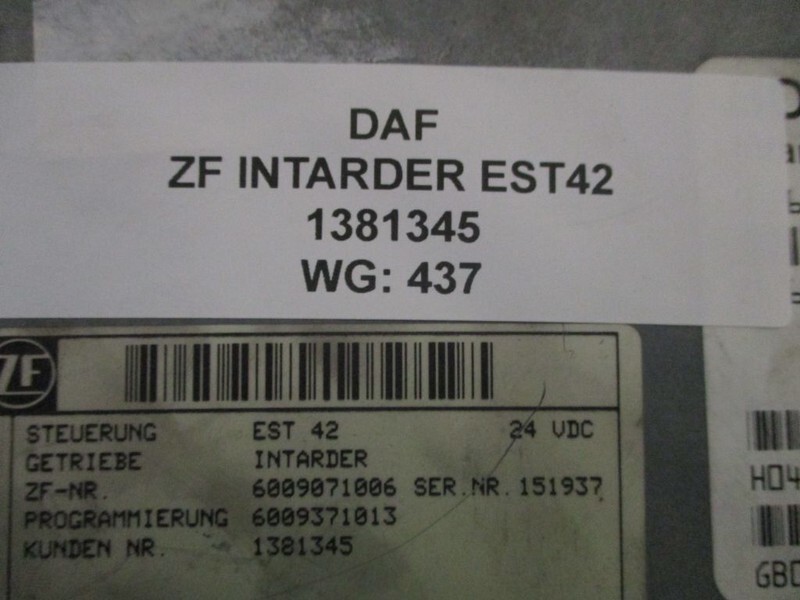 DAF
ZF INTARDER EST42
1381345
WG: 437
ZF
STEUERUNG EST 42 24 VDC
GETRIEBE INTARDER
ZF-NR. 6009071006 SER.NR.151937
PROGRAMMIERUNG 6009371013
KUNDEN NR. 1381345
H04